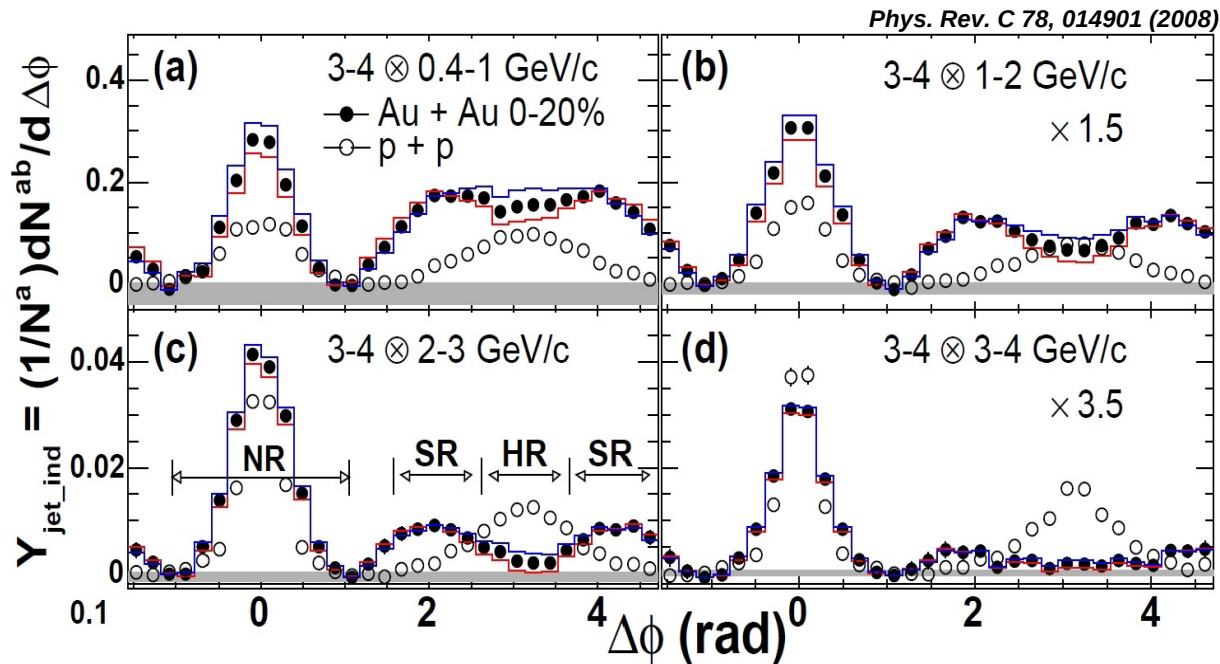 Phys. Rev. C 78, 014901 (2008)
Y jet_ind = (1/N^a )dN^ab/d Δϕ
(a)
3-4 ⊗ 0.4-1 GeV/c
Au + Au 0-20%
p + p
(b)
3-4 ⊗ 1-2 GeV/c
× 1.5
0.4
0.2
0
(c)
3-4 ⊗ 2-3 GeV/c
NR
SR
HR
SR
(d)
3-4 ⊗ 3-4 GeV/c
× 3.5
0.04
0.02
0
0.1
0
2
4
0
2
4
Δϕ (rad)